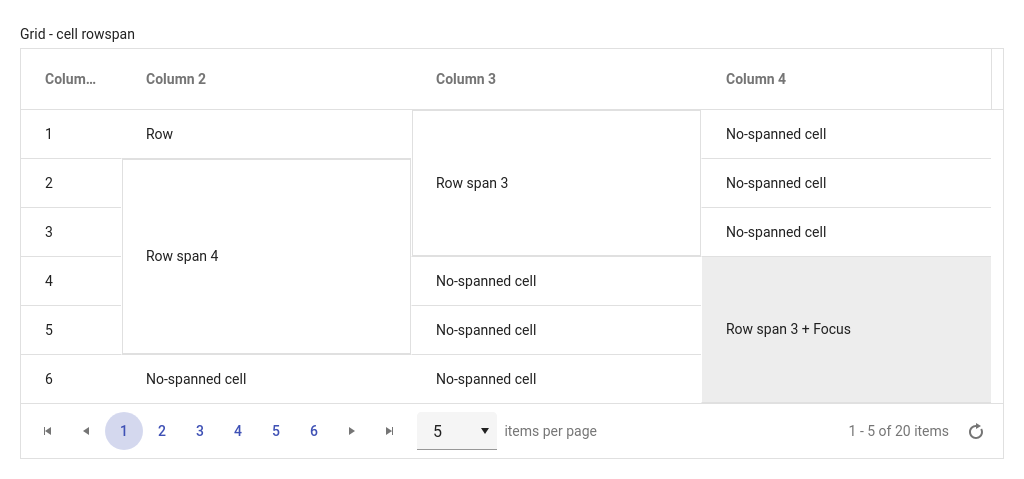 Grid - cell rowspan
Colum... Column 2 Column 3 Column 4
1 Row No-spanned cell
2 Row span 3 No-spanned cell
3 No-spanned cell
Row span 4
4 No-spanned cell
5 No-spanned cell Row span 3 + Focus
6 No-spanned cell No-spanned cell
1 2 3 4 5 6 5 items per page 1 - 5 of 20 items